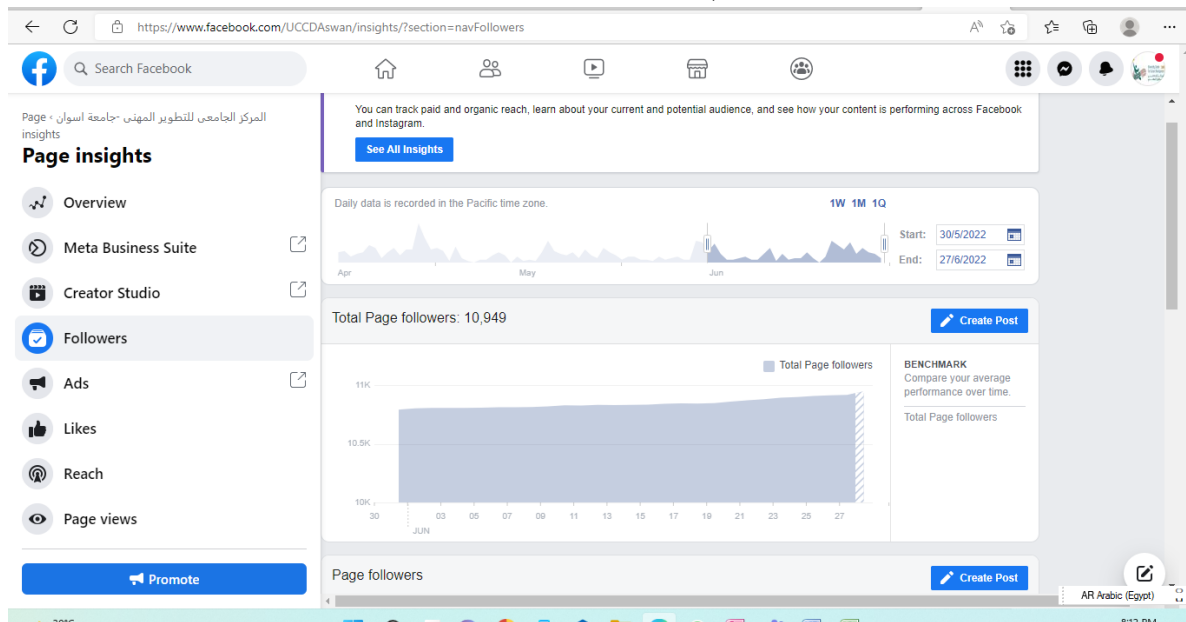 https://www.facebook.com/UCCDAswan/insights/?section=navFollowers
Search Facebook
Page › المركز الجامعى للتطوير المهنى -جامعة اسوان
insights
Page insights
Overview
Meta Business Suite
Creator Studio
Followers
Ads
Likes
Reach
Page views
Promote
You can track paid and organic reach, learn about your current and potential audience, and see how your content is performing across Facebook
and Instagram.
See All Insights
Daily data is recorded in the Pacific time zone.
1W 1M 1Q
Start: 30/5/2022
End: 27/6/2022
Apr May Jun
Total Page followers: 10,949
Create Post
Total Page followers
BENCHMARK
Compare your average
performance over time.
Total Page followers
11K
10.5K
10K
30 03 05 07 09 11 13 15 17 19 21 23 25 27
JUN
Page followers
Create Post
AR Arabic (Egypt)